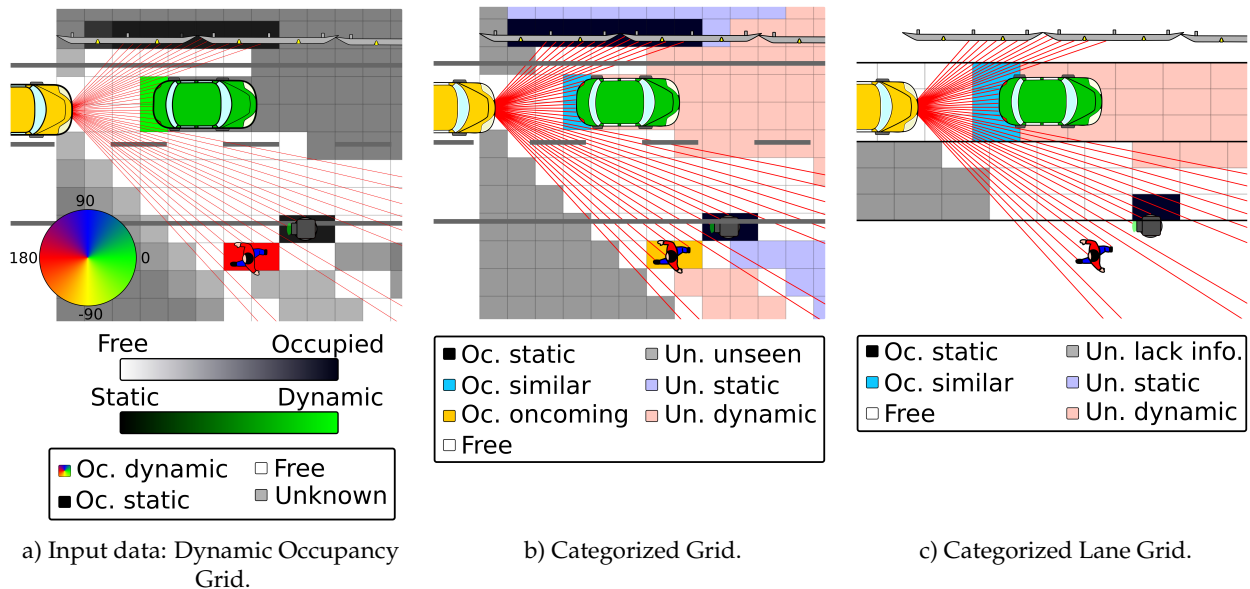 90
180
0
-90
Free
Occupied
Static
Dynamic
Oc. dynamic
Free
Oc. static
Unknown
a) Input data: Dynamic Occupancy
Grid.
Oc. static
Un. unseen
Oc. similar
Un. static
Oc. oncoming
Un. dynamic
Free
b) Categorized Grid.
Oc. static
Un. lack info.
Oc. similar
Un. static
Free
Un. dynamic
c) Categorized Lane Grid.